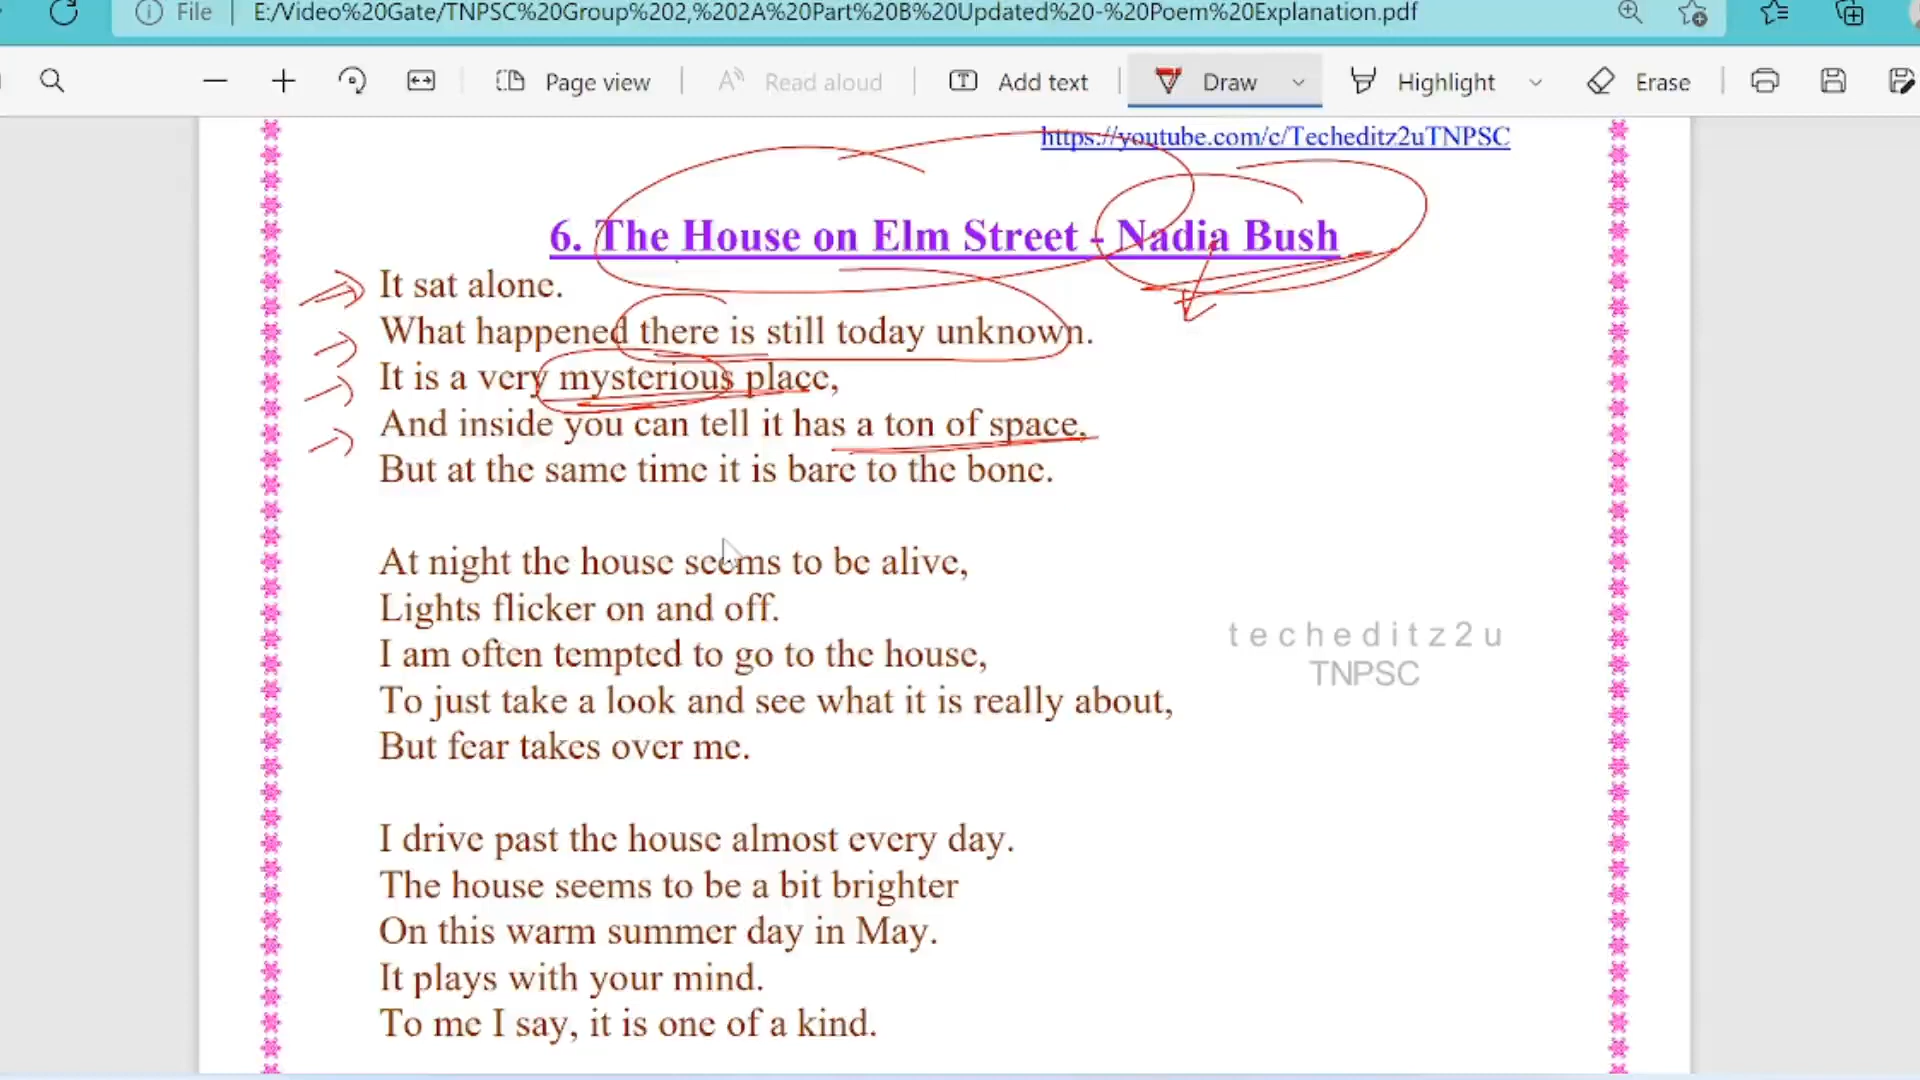 File
E:/Video%20Gate/TNPSC%20Group%202,%202A%20Part%20B%20Updated%20-%20Poem%20Explanation.pdf
Page view
Read aloud
Add text
Draw
Highlight
Erase
https://youtube.com/c/Techeditz2uTNPSC
6. The House on Elm Street - Nadia Bush
It sat alone.
What happened there is still today unknown.
It is a very mysterious place,
And inside you can tell it has a ton of space,
But at the same time it is bare to the bone.
At night the house seems to be alive,
Lights flicker on and off.
I am often tempted to go to the house,
To just take a look and see what it is really about,
But fear takes over me.
techeditz2u
TNPSC
I drive past the house almost every day.
The house seems to be a bit brighter
On this warm summer day in May.
It plays with your mind.
To me I say, it is one of a kind.